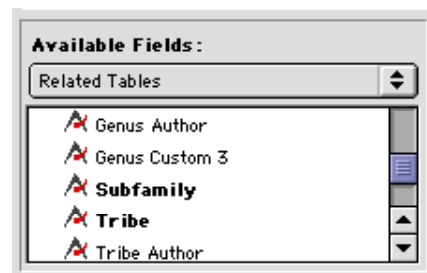 Available Fields:
Related Tables
Genus Author
Genus Custom 3
Subfamily
Tribe
Tribe Author